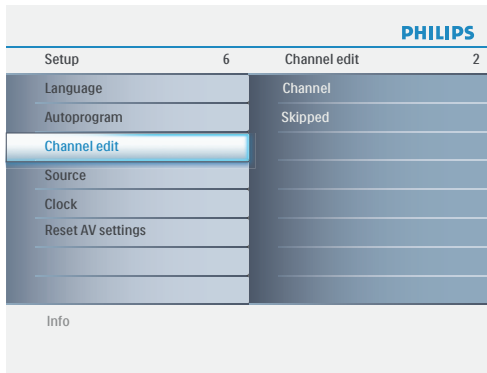 PHILIPS
Setup 6 Channel edit 2
Language Channel
Autoprogram Skipped
Channel edit
Source
Clock
Reset AV settings
Info